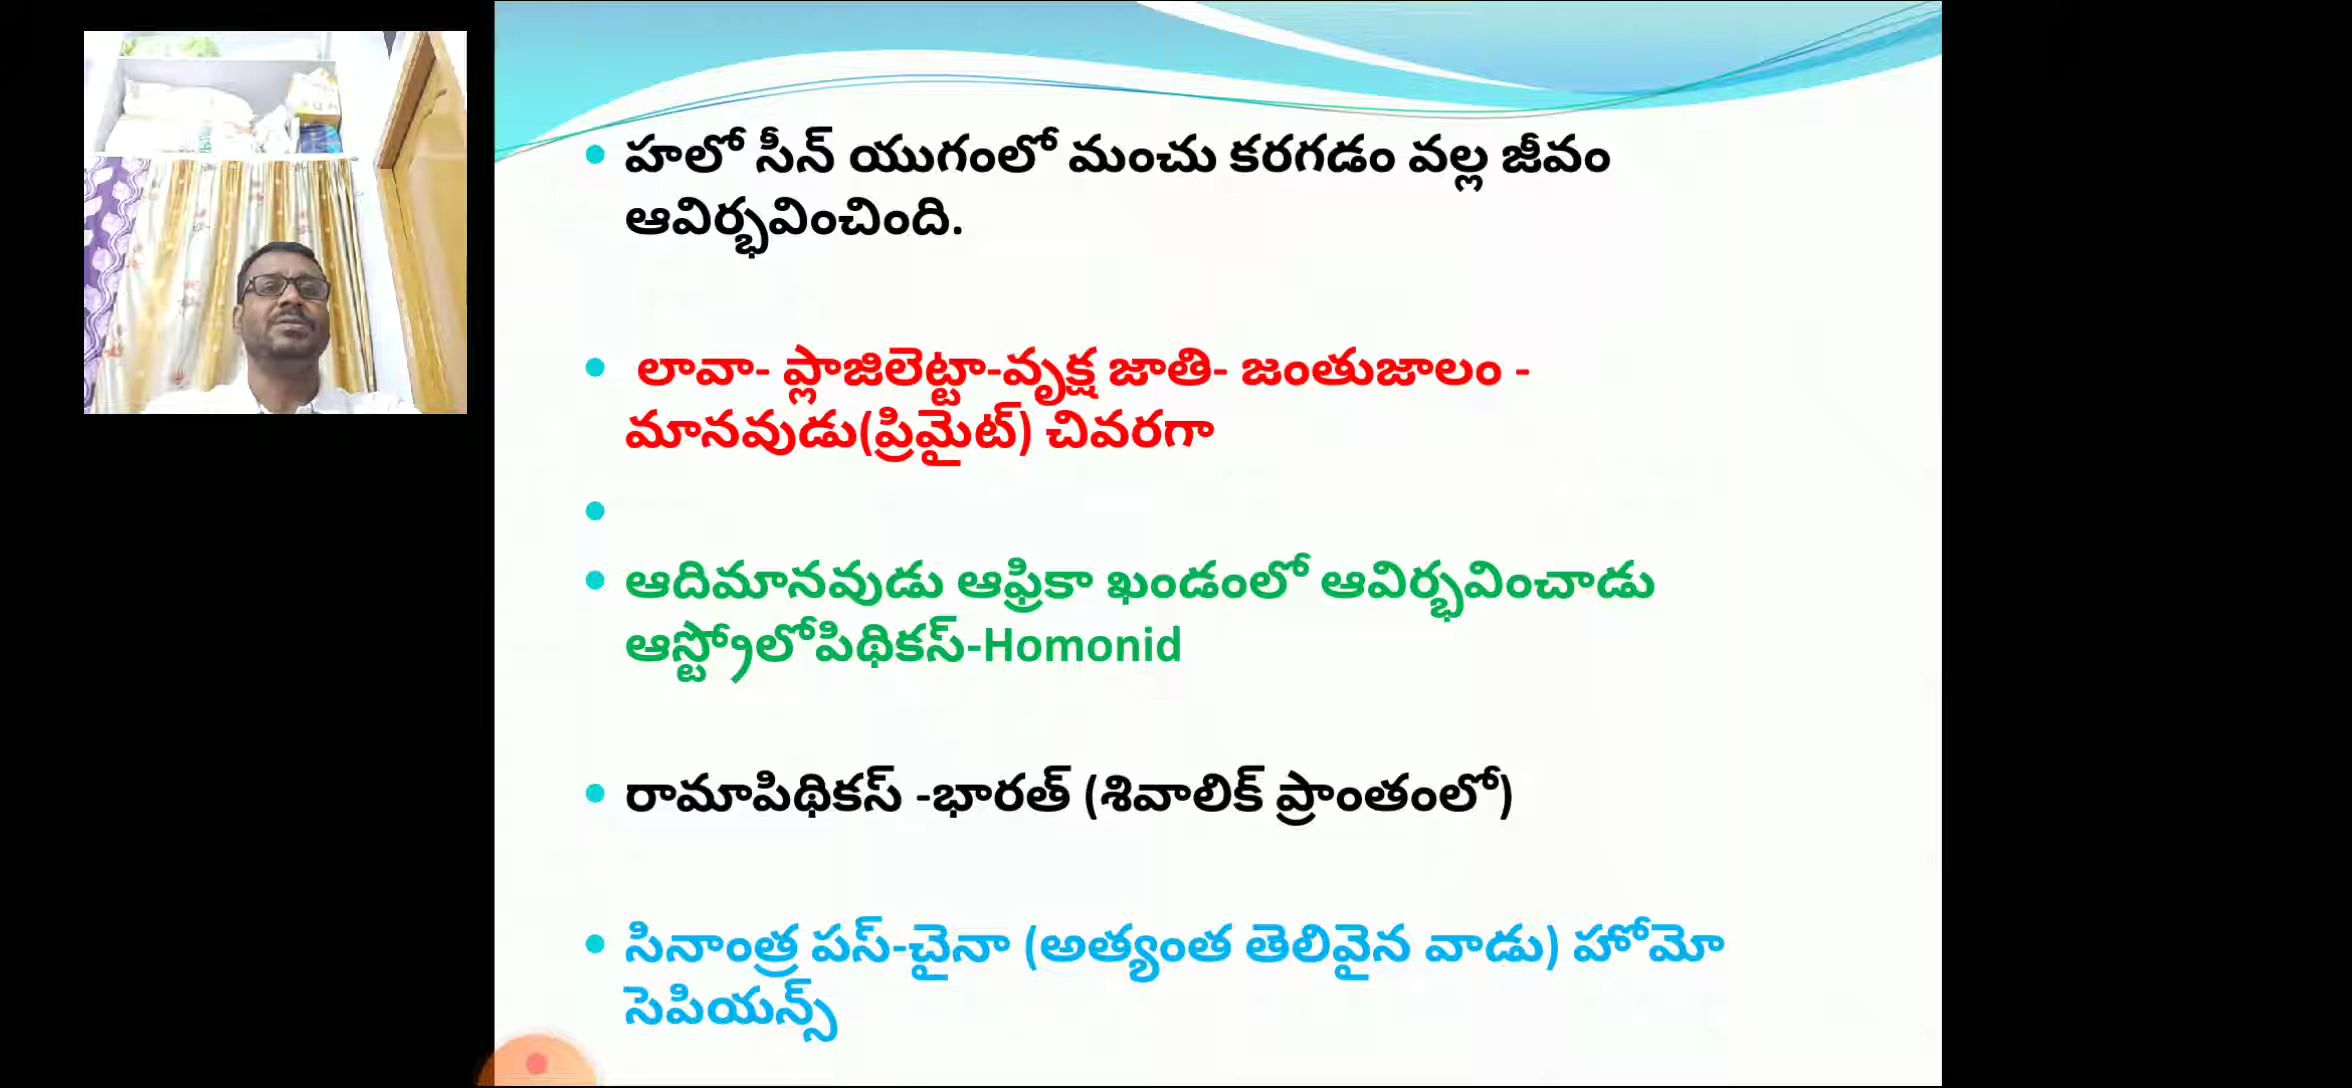 హలో సీన్ యుగంలో మంచు కరగడం వల్ల జీవం
ఆవిర్భవించింది.
లావా- ప్లాజిలెట్టా-వృక్ష జాతి- జంతుజాలం -
మానవుడు(ప్రిమైట్) చివరగా
ఆదిమానవుడు ఆఫ్రికా ఖండంలో ఆవిర్భవించాడు
ఆస్ట్రోలోపిథికస్-Homonid
రామాపిథికస్ -భారత్ (శివాలిక్ ప్రాంతంలో)
సినాంత్ర పస్-చైనా (అత్యంత తెలివైన వాడు) హోమో
సెపియన్స్